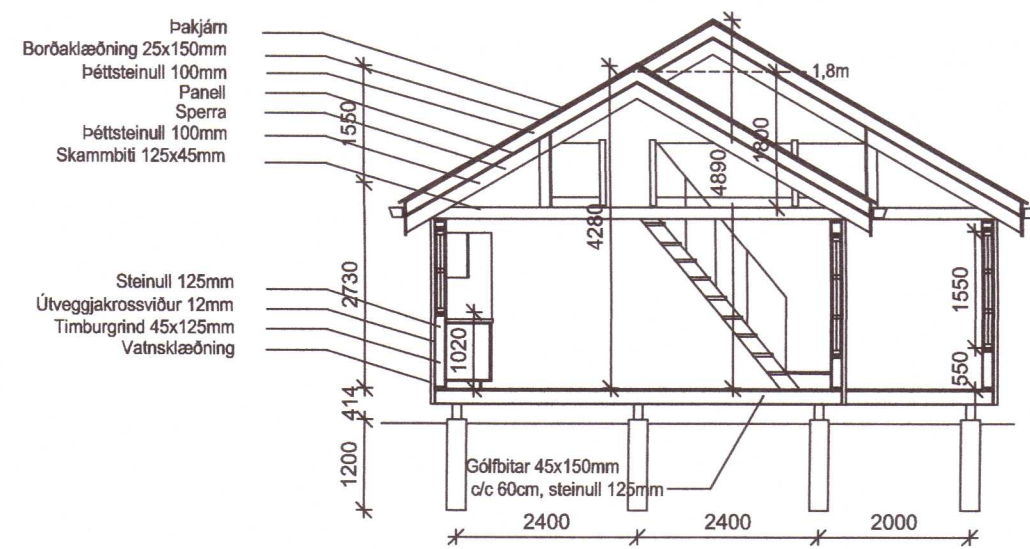 Þakjárn
Borðaklæðning 25x150mm
Þéttsteinull 100mm
Panell
Sperra
Þéttsteinull 100mm
Skammbiti 125x45mm
1550
1,8m
1800
4890
4280
Steinull 125mm
Útveggjakrossviður 12mm
Timburgrind 45x125mm
Vatnsklæðning
2730
1020
1550
550
414
1200
Gólfbitar 45x150mm
c/c 60cm, steinull 125mm
2400
2400
2000